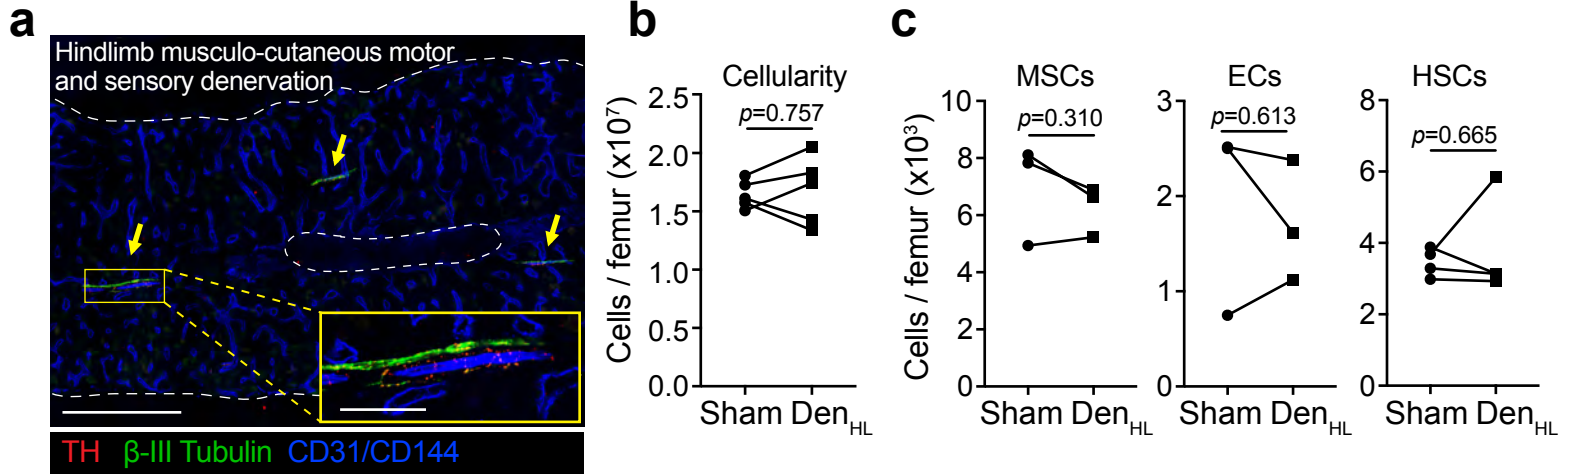 a
Hindlimb musculo-cutaneous motor
and sensory denervation
TH β-III Tubulin CD31/CD144
b
Cellularity
p=0.757
Cells / femur (x10⁷)
2.5
2.0
1.5
1.0
0.5
0.0
Sham Den_HL
c
MSCs
p=0.310
Cells / femur (x10³)
10
8
6
4
2
0
Sham Den_HL
ECs
p=0.613
3
2
1
0
Sham Den_HL
HSCs
p=0.665
8
6
4
2
0
Sham Den_HL